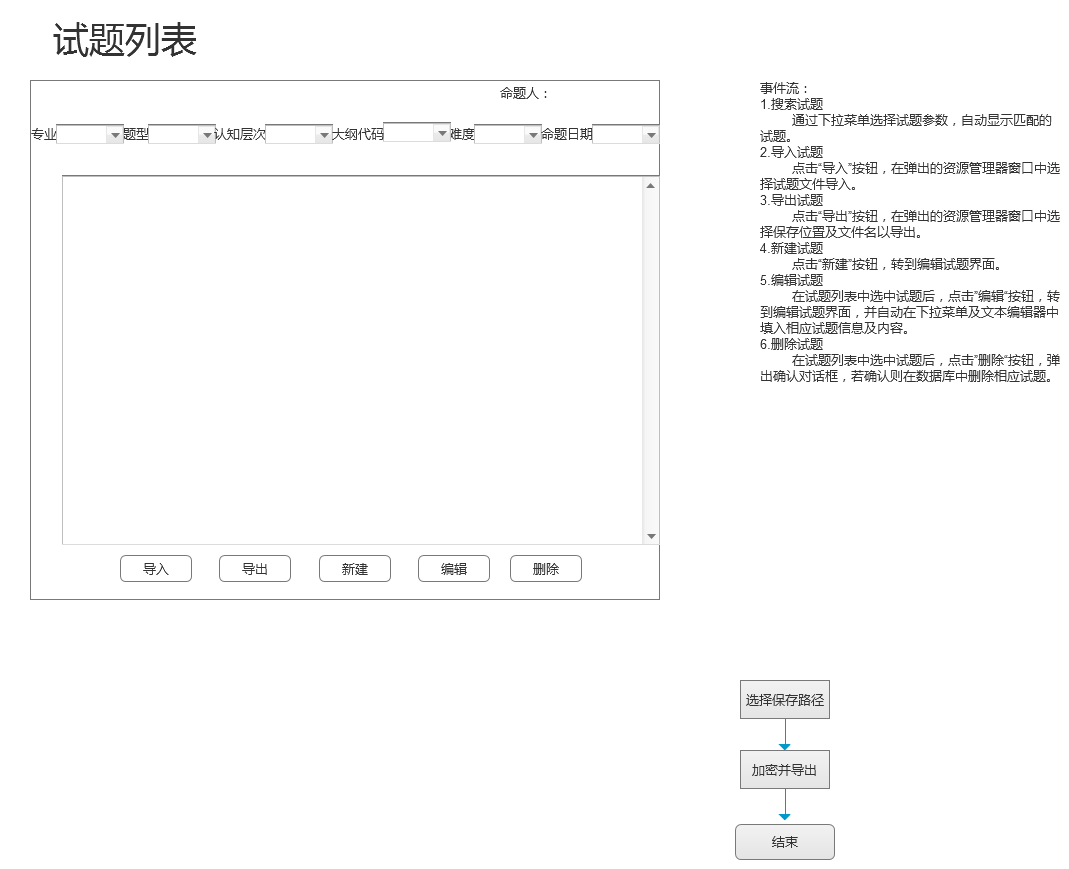 试题列表
命题人：
专业 题型 认知层次 大纲代码 难度 命题日期
导入 导出 新建 编辑 删除
事件流：
1.搜索试题
通过下拉菜单选择试题参数，自动显示匹配的
试题。
2.导入试题
点击“导入”按钮，在弹出的资源管理器窗口中选
择试题文件导入。
3.导出试题
点击“导出”按钮，在弹出的资源管理器窗口中选
择保存位置及文件名以导出。
4.新建试题
点击“新建”按钮，转到编辑试题界面。
5.编辑试题
在试题列表中选中试题后，点击”编辑“按钮，转
到编辑试题界面，并自动在下拉菜单及文本编辑器中
填入相应试题信息及内容。
6.删除试题
在试题列表中选中试题后，点击”删除“按钮，弹
出确认对话框，若确认则在数据库中删除相应试题。
选择保存路径
加密并导出
结束